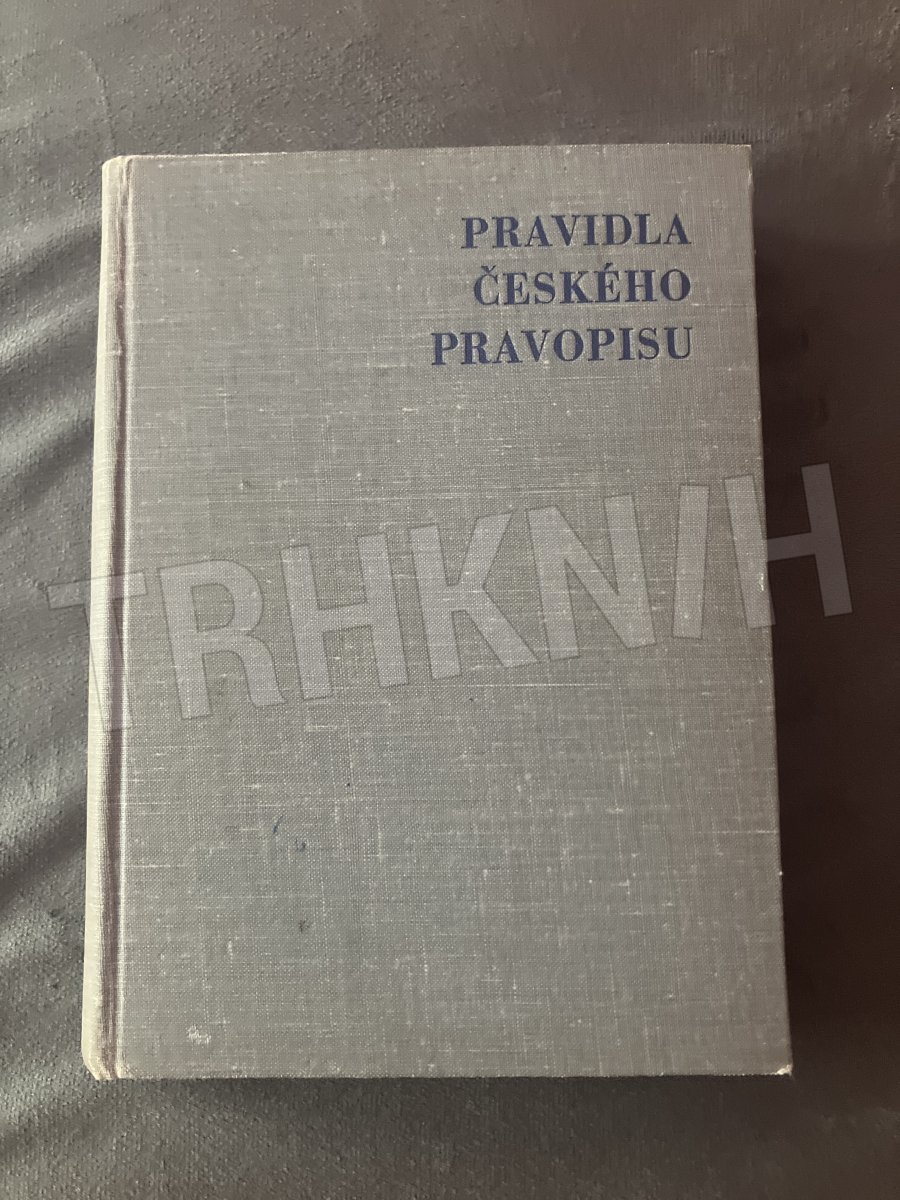 PRAVIDLA
ČESKÉHO
PRAVOPISU
TRHKNIH